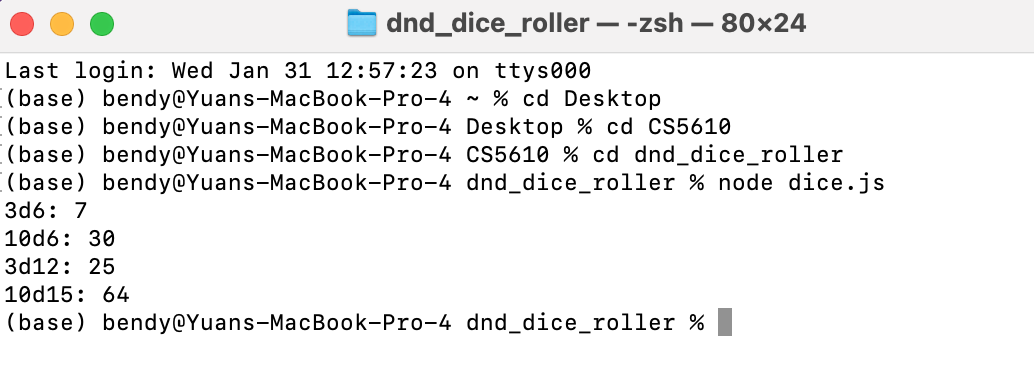 dnd_dice_roller — -zsh — 80×24
Last login: Wed Jan 31 12:57:23 on ttys000
(base) bendy@Yuans-MacBook-Pro-4 ~ % cd Desktop
(base) bendy@Yuans-MacBook-Pro-4 Desktop % cd CS5610
(base) bendy@Yuans-MacBook-Pro-4 CS5610 % cd dnd_dice_roller
(base) bendy@Yuans-MacBook-Pro-4 dnd_dice_roller % node dice.js
3d6: 7
10d6: 30
3d12: 25
10d15: 64
(base) bendy@Yuans-MacBook-Pro-4 dnd_dice_roller %